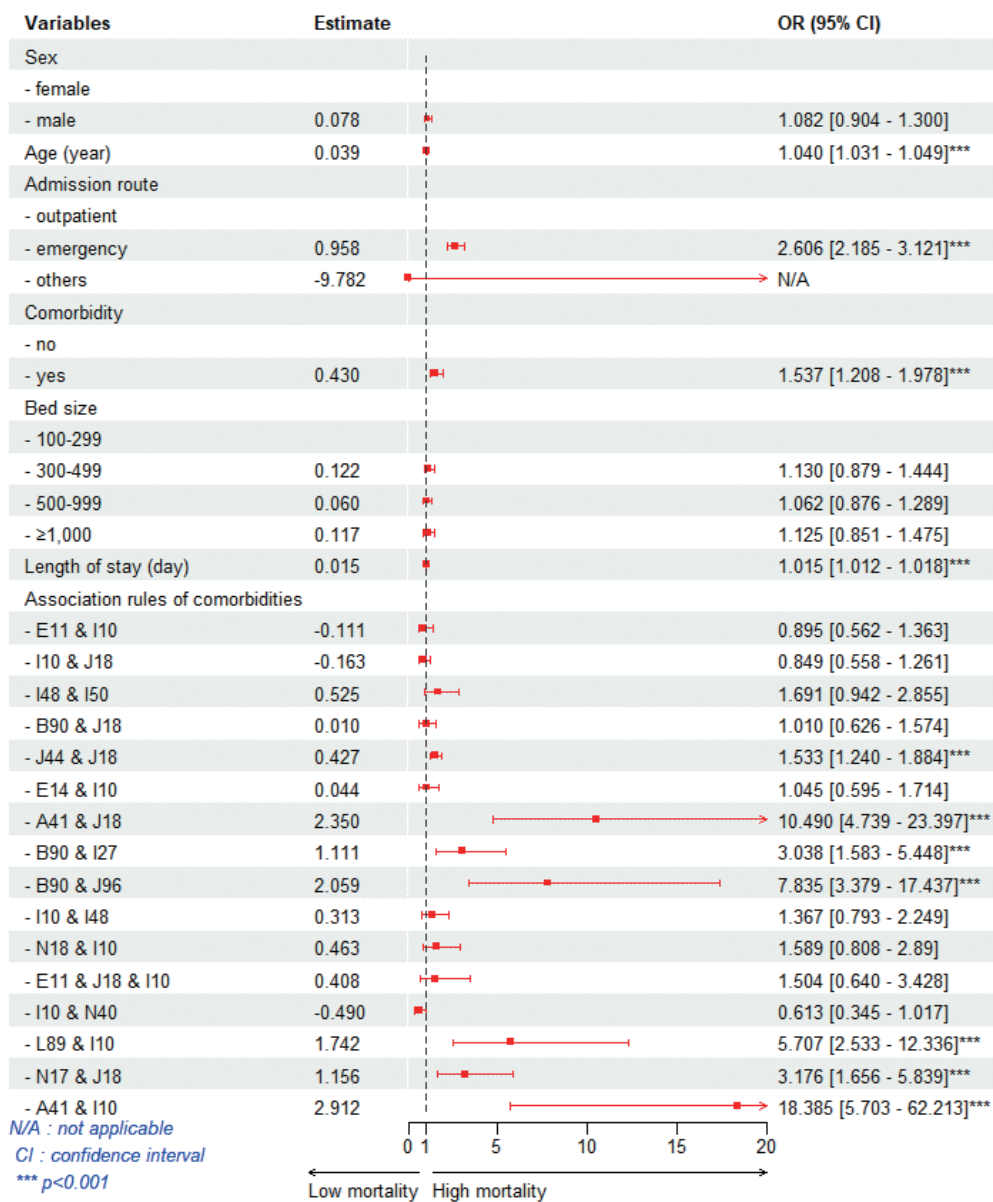 Variables Estimate OR (95% CI)
Sex
- female
- male 0.078 1.082 [0.904 - 1.300]
Age (year) 0.039 1.040 [1.031 - 1.049]***
Admission route
- outpatient
- emergency 0.958 2.606 [2.185 - 3.121]***
- others -9.782 N/A
Comorbidity
- no
- yes 0.430 1.537 [1.208 - 1.978]***
Bed size
- 100-299
- 300-499 0.122 1.130 [0.879 - 1.444]
- 500-999 0.060 1.062 [0.876 - 1.289]
- ≥1,000 0.117 1.125 [0.851 - 1.475]
Length of stay (day) 0.015 1.015 [1.012 - 1.018]***
Association rules of comorbidities
- E11 & I10 -0.111 0.895 [0.562 - 1.363]
- I10 & J18 -0.163 0.849 [0.558 - 1.261]
- I48 & I50 0.525 1.691 [0.942 - 2.855]
- B90 & J18 0.010 1.010 [0.626 - 1.574]
- J44 & J18 0.427 1.533 [1.240 - 1.884]***
- E14 & I10 0.044 1.045 [0.595 - 1.714]
- A41 & J18 2.350 10.490 [4.739 - 23.397]***
- B90 & I27 1.111 3.038 [1.583 - 5.448]***
- B90 & J96 2.059 7.835 [3.379 - 17.437]***
- I10 & I48 0.313 1.367 [0.793 - 2.249]
- N18 & I10 0.463 1.589 [0.808 - 2.89]
- E11 & J18 & I10 0.408 1.504 [0.640 - 3.428]
- I10 & N40 -0.490 0.613 [0.345 - 1.017]
- L89 & I10 1.742 5.707 [2.533 - 12.336]***
- N17 & J18 1.156 3.176 [1.656 - 5.839]***
- A41 & I10 2.912 18.385 [5.703 - 62.213]***
N/A : not applicable
0 1 5 10 15 20
CI : confidence interval
*** p<0.001
Low mortality High mortality